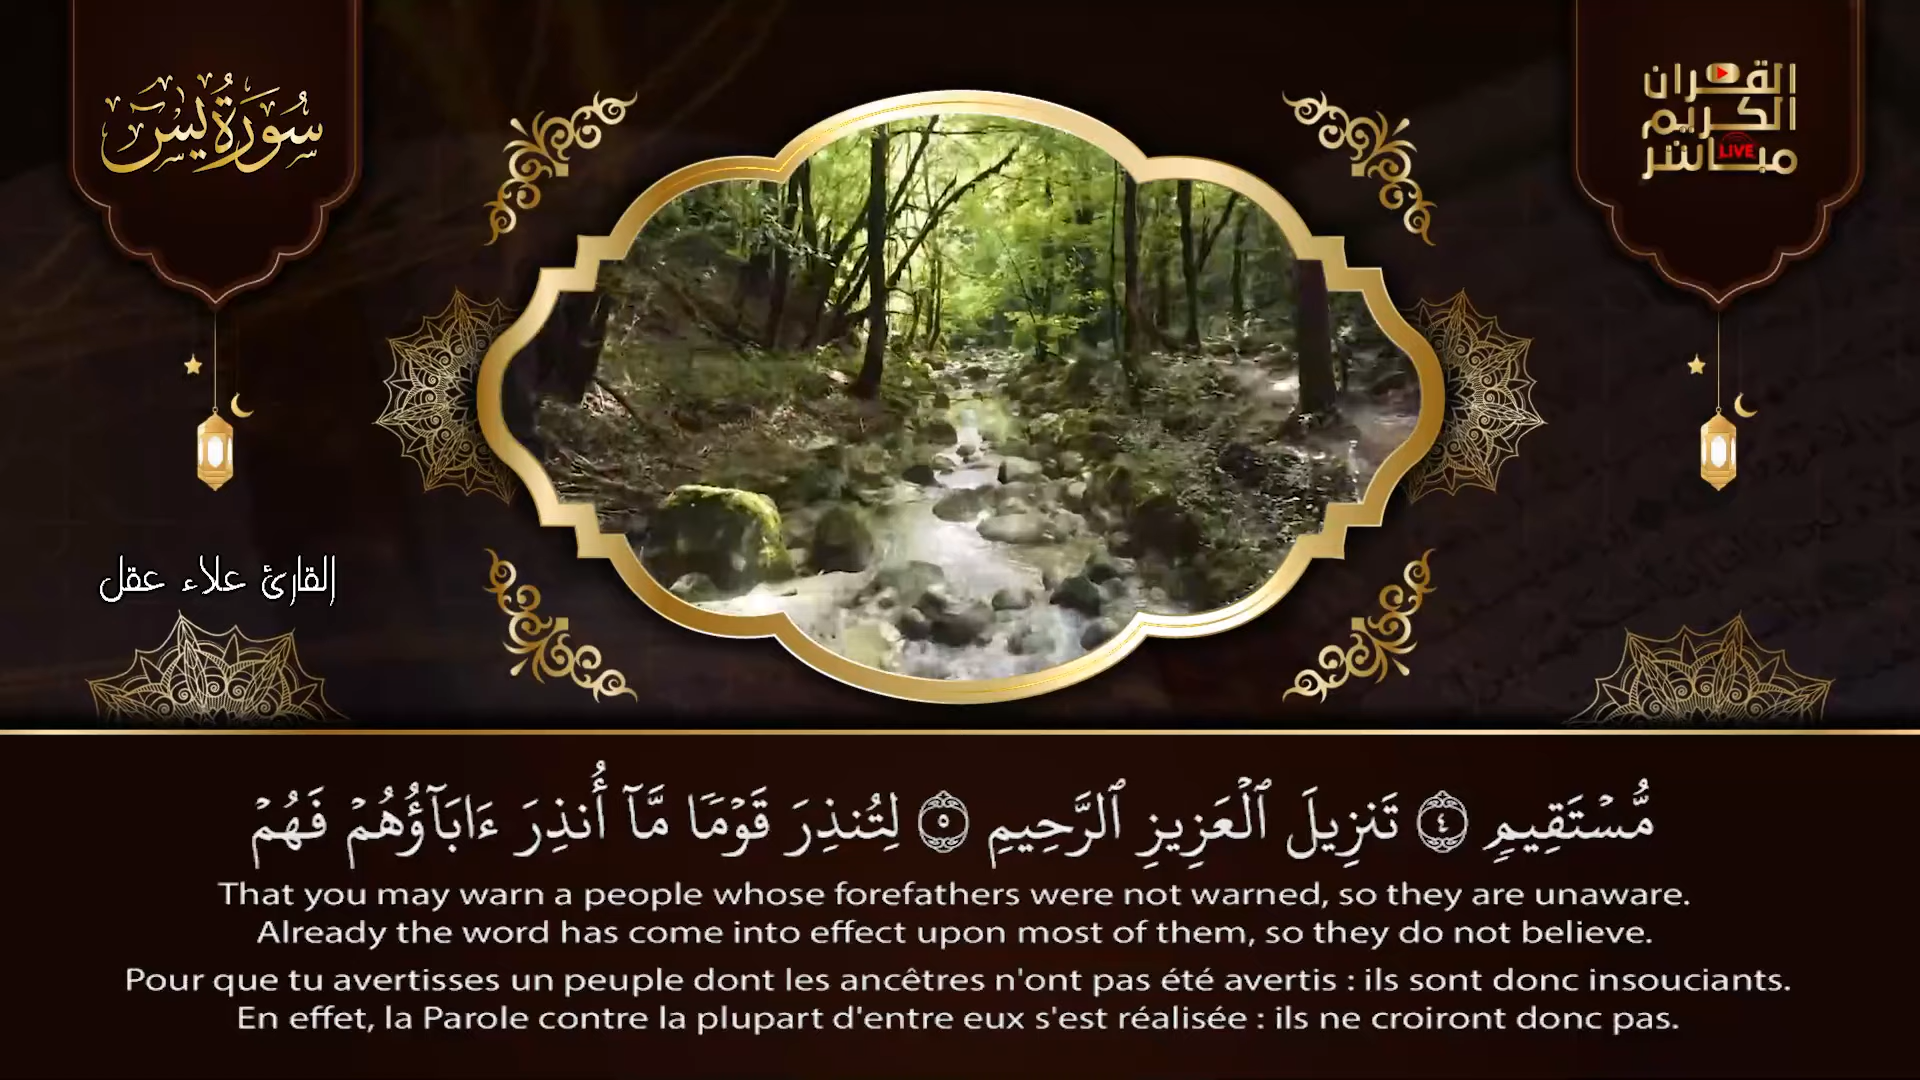 سُورَةُ يسٓ
القرآن
الكريم
مباشر
LIVE
القارئ علاء عقل
مُّسْتَقِيمٍ ٤ تَنزِيلَ ٱلْعَزِيزِ ٱلرَّحِيمِ ٥ لِتُنذِرَ قَوْمًا مَّآ أُنذِرَ ءَابَآؤُهُمْ فَهُمْ
That you may warn a people whose forefathers were not warned, so they are unaware.
Already the word has come into effect upon most of them, so they do not believe.
Pour que tu avertisses un peuple dont les ancêtres n'ont pas été avertis : ils sont donc insouciants.
En effet, la Parole contre la plupart d'entre eux s'est réalisée : ils ne croiront donc pas.